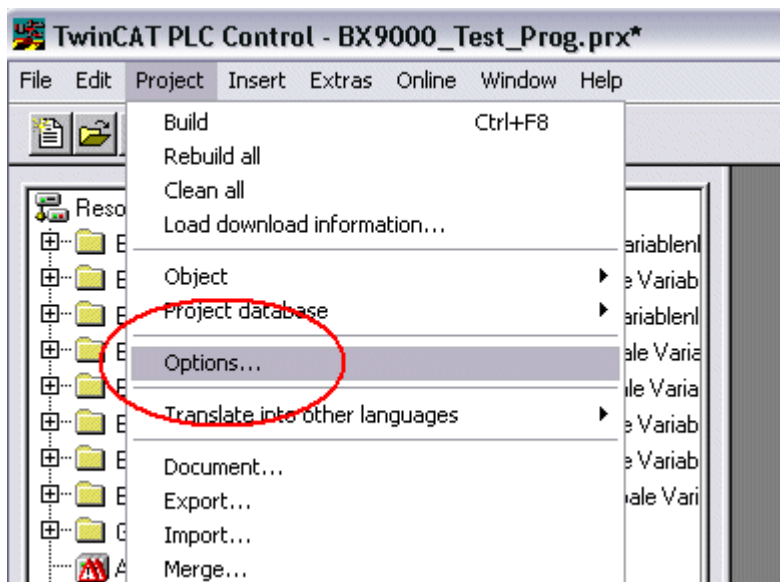 TwinCAT PLC Control - BX9000_Test_Prog.prx*
File Edit Project Insert Extras Online Window Help
Build Ctrl+F8
Rebuild all
Clean all
Load download information...
Object
Project database
Options...
Translate into other languages
Document...
Export...
Import...
Merge...